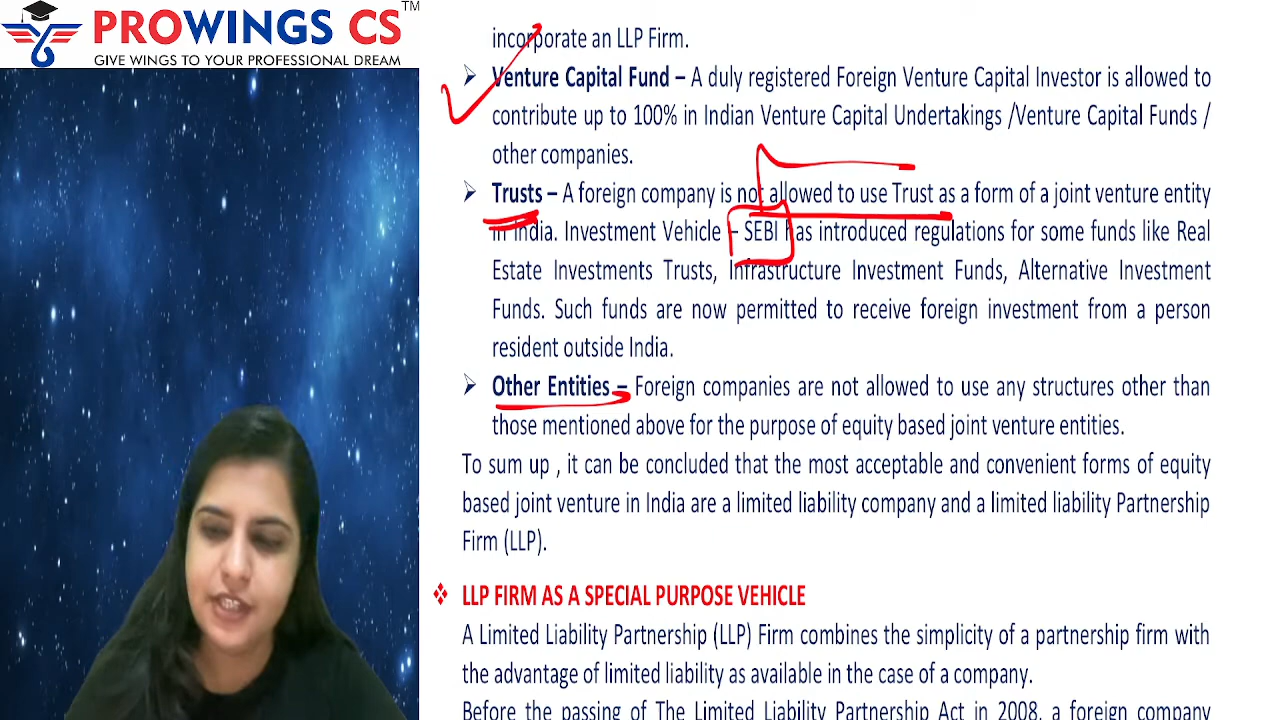 PROWINGS CS™
GIVE WINGS TO YOUR PROFESSIONAL DREAM
incorporate an LLP Firm.
➢ Venture Capital Fund – A duly registered Foreign Venture Capital Investor is allowed to
contribute up to 100% in Indian Venture Capital Undertakings /Venture Capital Funds /
other companies.
➢ Trusts – A foreign company is not allowed to use Trust as a form of a joint venture entity
in India. Investment Vehicle – SEBI has introduced regulations for some funds like Real
Estate Investments Trusts, Infrastructure Investment Funds, Alternative Investment
Funds. Such funds are now permitted to receive foreign investment from a person
resident outside India.
➢ Other Entities – Foreign companies are not allowed to use any structures other than
those mentioned above for the purpose of equity based joint venture entities.
To sum up , it can be concluded that the most acceptable and convenient forms of equity
based joint venture in India are a limited liability company and a limited liability Partnership
Firm (LLP).
❖ LLP FIRM AS A SPECIAL PURPOSE VEHICLE
A Limited Liability Partnership (LLP) Firm combines the simplicity of a partnership firm with
the advantage of limited liability as available in the case of a company.
Before the passing of The Limited Liability Partnership Act in 2008, a foreign company